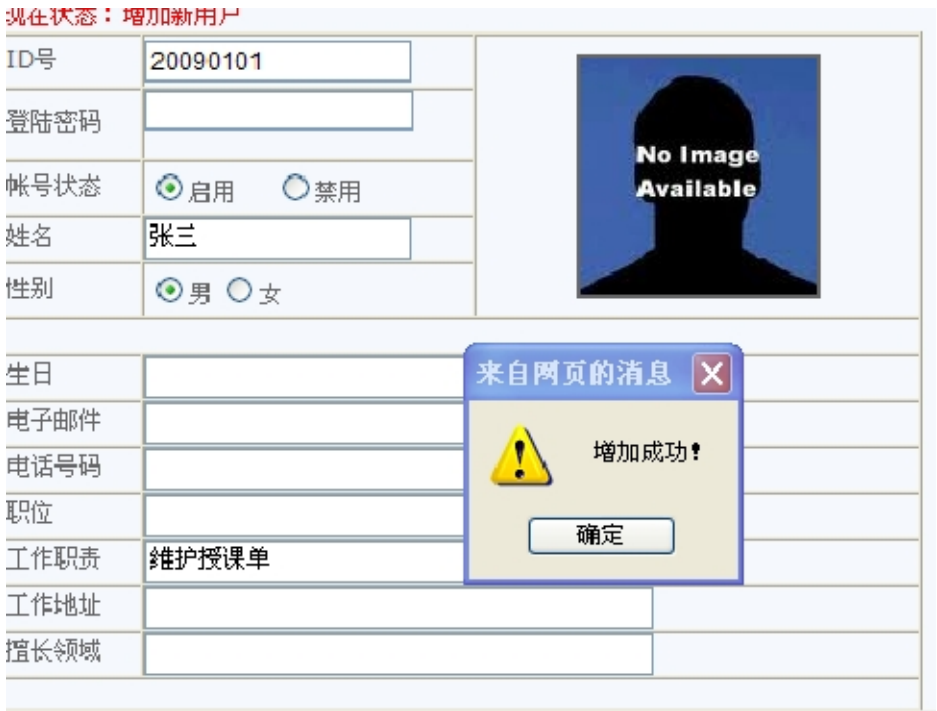 现在状态：增加新用户
ID号 20090101
登陆密码
No Image
Available
帐号状态 启用 禁用
姓名 张三
性别 男 女
生日
来自网页的消息
电子邮件
增加成功!
电话号码
职位
确定
工作职责 维护授课单
工作地址
擅长领域